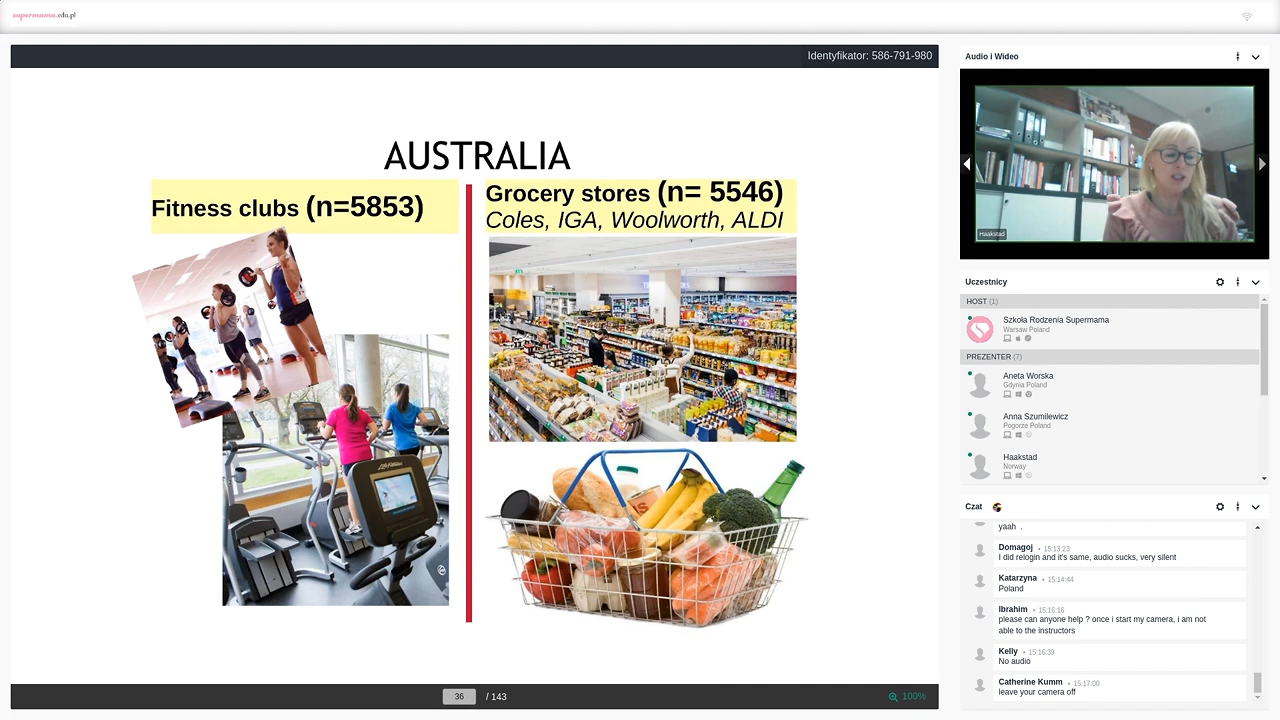 supermama.edu.pl
Identyfikator: 586-791-980
AUSTRALIA
Fitness clubs (n=5853)
Grocery stores (n= 5546)
Coles, IGA, Woolworth, ALDI
36 / 143
100%
Audio i Wideo
Haakstad
Uczestnicy
HOST (1)
Szkoła Rodzenia Supermama
Warsaw Poland
PREZENTER (7)
Aneta Worska
Gdynia Poland
Anna Szumilewicz
Pogorze Poland
Haakstad
Norway
Czat
yaah .
Domagoj • 15:13:23
I did relogin and it's same, audio sucks, very silent
Katarzyna • 15:14:44
Poland
Ibrahim • 15:16:16
please can anyone help ? once i start my camera, i am not
able to the instructors
Kelly • 15:16:39
No audio
Catherine Kumm • 15:17:00
leave your camera off